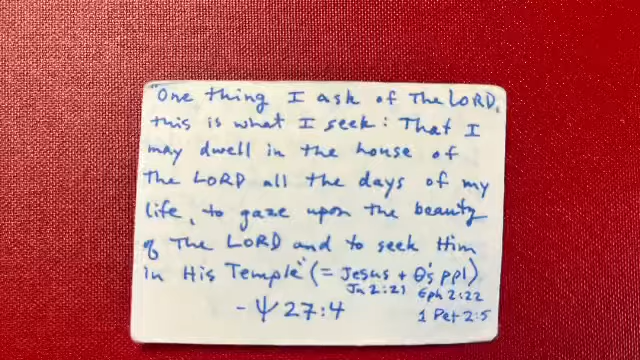 "One thing I ask of The LORD,
this is what I seek: That I
may dwell in the house of
the LORD all the days of my
life, to gaze upon the beauty
of The LORD and to seek Him
in His Temple" (= Jesus + Θ's ppl)
Jn 2:21 Eph 2:22
- Ψ 27:4 1 Pet 2:5